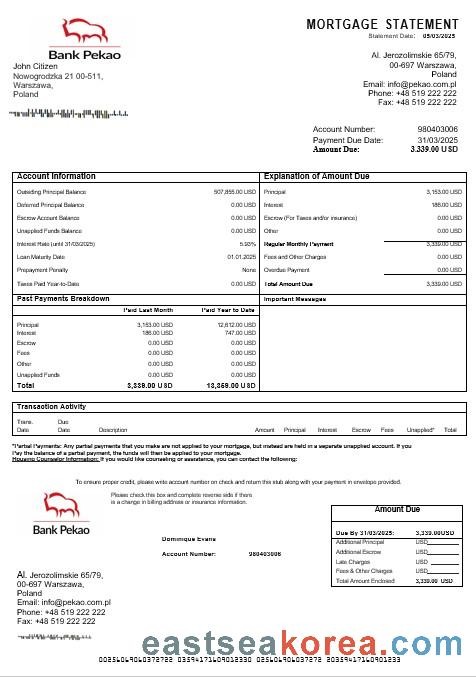 Bank Pekao
MORTGAGE STATEMENT
Statement Date: 05/03/2025
John Citizen
Nowogrodzka 21 00-511,
Warszawa,
Poland
Al. Jerozolimskie 65/79,
00-697 Warszawa,
Poland
Email: info@pekao.com.pl
Phone: +48 519 222 222
Fax: +48 519 222 222
Account Number: 980403006
Payment Due Date: 31/03/2025
Amount Due: 3,339.00 USD
Account Information
Outsiding Principal Balance 507,855.00 USD
Deferred Principal Balance 0.00 USD
Escrow Account Balance 0.00 USD
Unapplied Funds Balance 0.00 USD
Interest Rate (until 31/03/2025) 5.93%
Loan Maturity Date 01.01.2025
Prepayment Penalty None
Taxes Paid Year-to-Date 0.00 USD
Explanation of Amount Due
Principal 3,153.00 USD
Interest 186.00 USD
Escrow (For Taxes and/or insurance) 0.00 USD
Other 0.00 USD
Regular Monthly Payment 3,339.00 USD
Fees and Other Charges 0.00 USD
Overdue Payment 0.00 USD
Total Amount Due 3,339.00 USD
Past Payments Breakdown
Paid Last Month Paid Year to Date
Principal 3,153.00 USD 12,612.00 USD
Interest 186.00 USD 747.00 USD
Escrow 0.00 USD 0.00 USD
Fees 0.00 USD 0.00 USD
Other 0.00 USD 0.00 USD
Unapplied Funds 0.00 USD 0.00 USD
Total 3,339.00 USD 13,359.00 USD
Important Messages
Transaction Activity
Trans. Date Due Date Description Amount Principal Interest Escrow Fees Unapplied* Total
*Partial Payments: Any partial payments that you make are not applied to your mortgage, but instead are held in a separate unapplied account. If you
Pay the balance of a partial payment, the funds will then be applied to your mortgage.
Housing Counselor Information: If you would like counseling or assistance, you can contact the following:
To ensure proper credit, please write account number on check and return this stub along with your payment in envelope provided.
Bank Pekao
Please check this box and complete reverse side if there
is a change in billing address or insurance information.
Dominique Evans
Account Number: 980403006
Amount Due
Due By 31/03/2025: 3,339.00USD
Additional Principal USD
Additional Escrow USD
Late Charges USD
Fees & Other Charges USD
Total Amount Enclosed 3,339.00 USD
Al. Jerozolimskie 65/79,
00-697 Warszawa,
Poland
Email: info@pekao.com.pl
Phone: +48 519 222 222
Fax: +48 519 222 222
eastseakorea.com